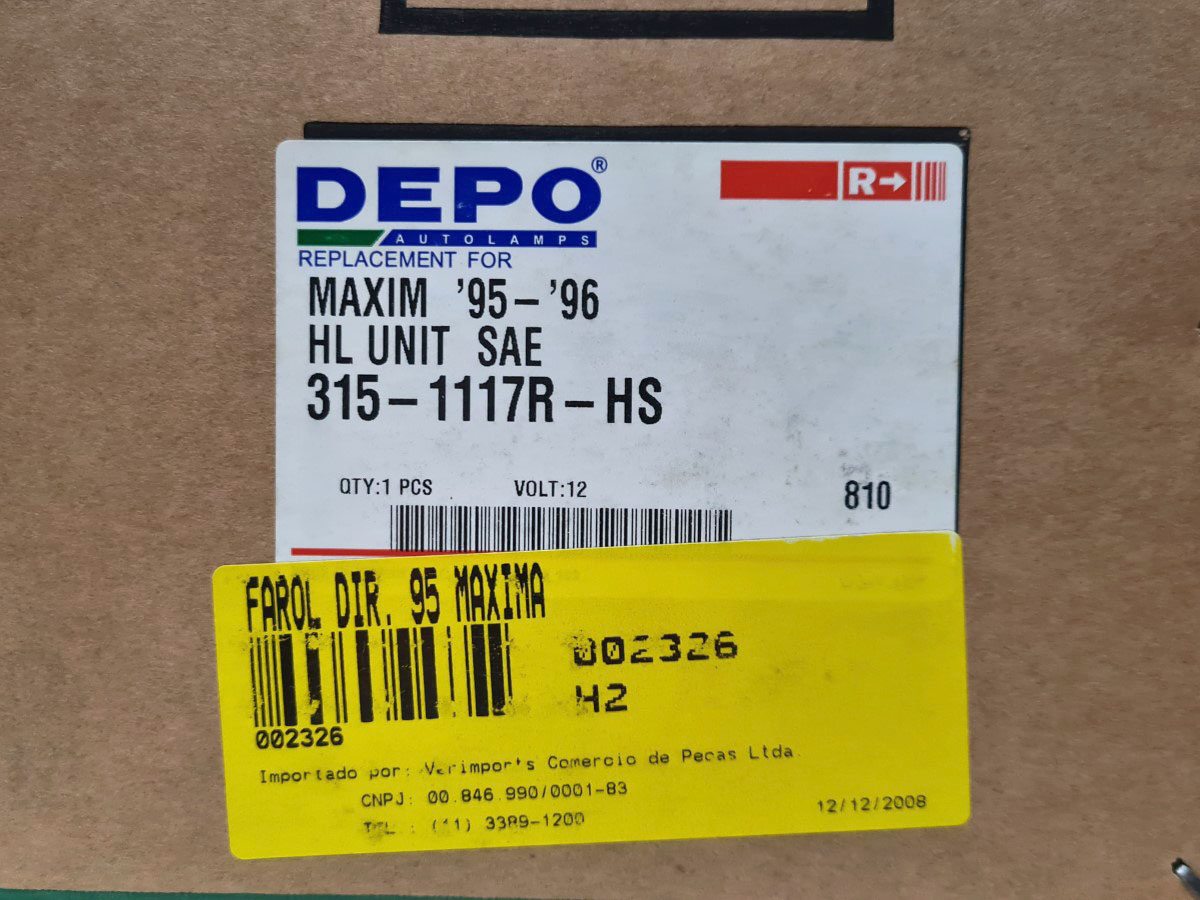 DEPO®
AUTOLAMPS
R→
REPLACEMENT FOR
MAXIM '95-'96
HL UNIT SAE
315-1117R-HS
QTY:1 PCS VOLT:12 810
FAROL DIR. 95 MAXIMA
002326
H2
002326
Importado por: Comercio de Pecas Ltda.
CNPJ: 00.846.990/0001-83
TEL.: (11) 3389-1200
12/12/2008